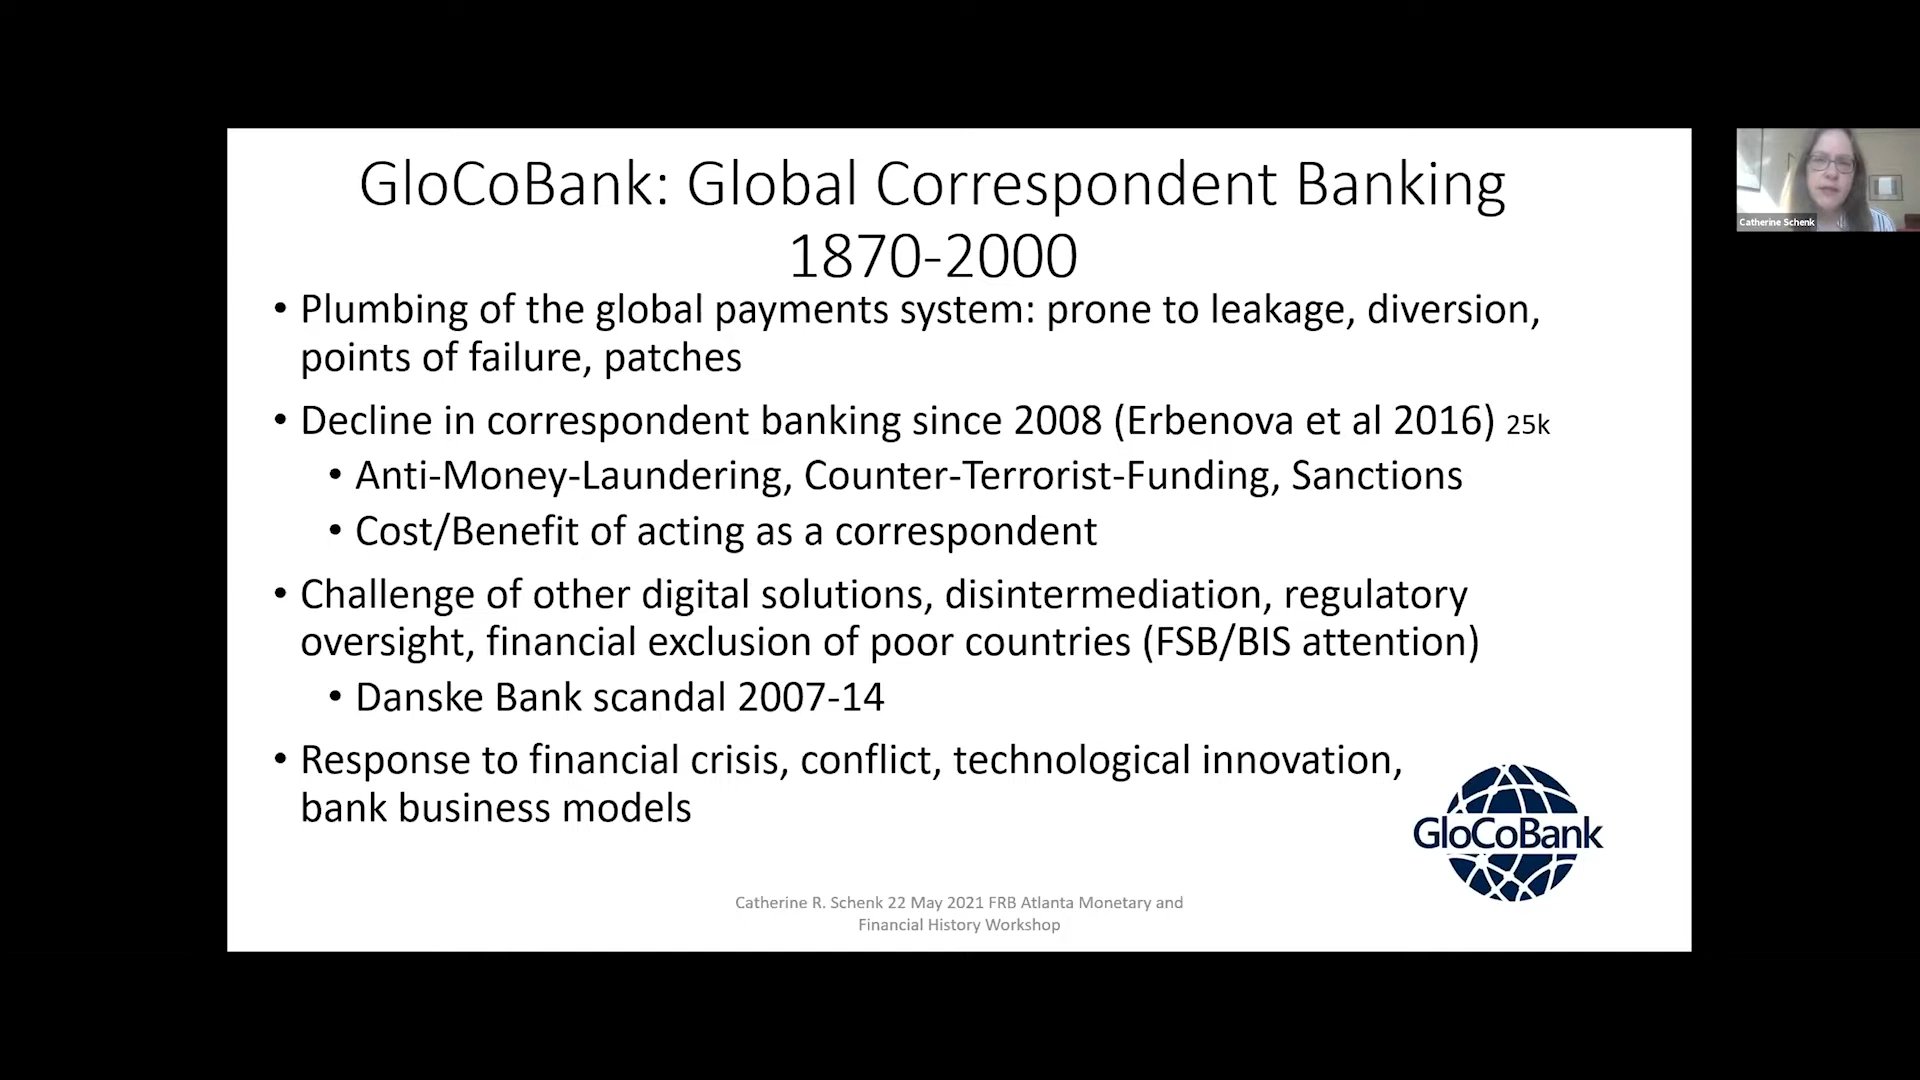 GloCoBank: Global Correspondent Banking
1870-2000
• Plumbing of the global payments system: prone to leakage, diversion,
points of failure, patches
• Decline in correspondent banking since 2008 (Erbenova et al 2016) 25k
• Anti-Money-Laundering, Counter-Terrorist-Funding, Sanctions
• Cost/Benefit of acting as a correspondent
• Challenge of other digital solutions, disintermediation, regulatory
oversight, financial exclusion of poor countries (FSB/BIS attention)
• Danske Bank scandal 2007-14
• Response to financial crisis, conflict, technological innovation,
bank business models
GloCoBank
Catherine R. Schenk 22 May 2021 FRB Atlanta Monetary and
Financial History Workshop
Catherine Schenk